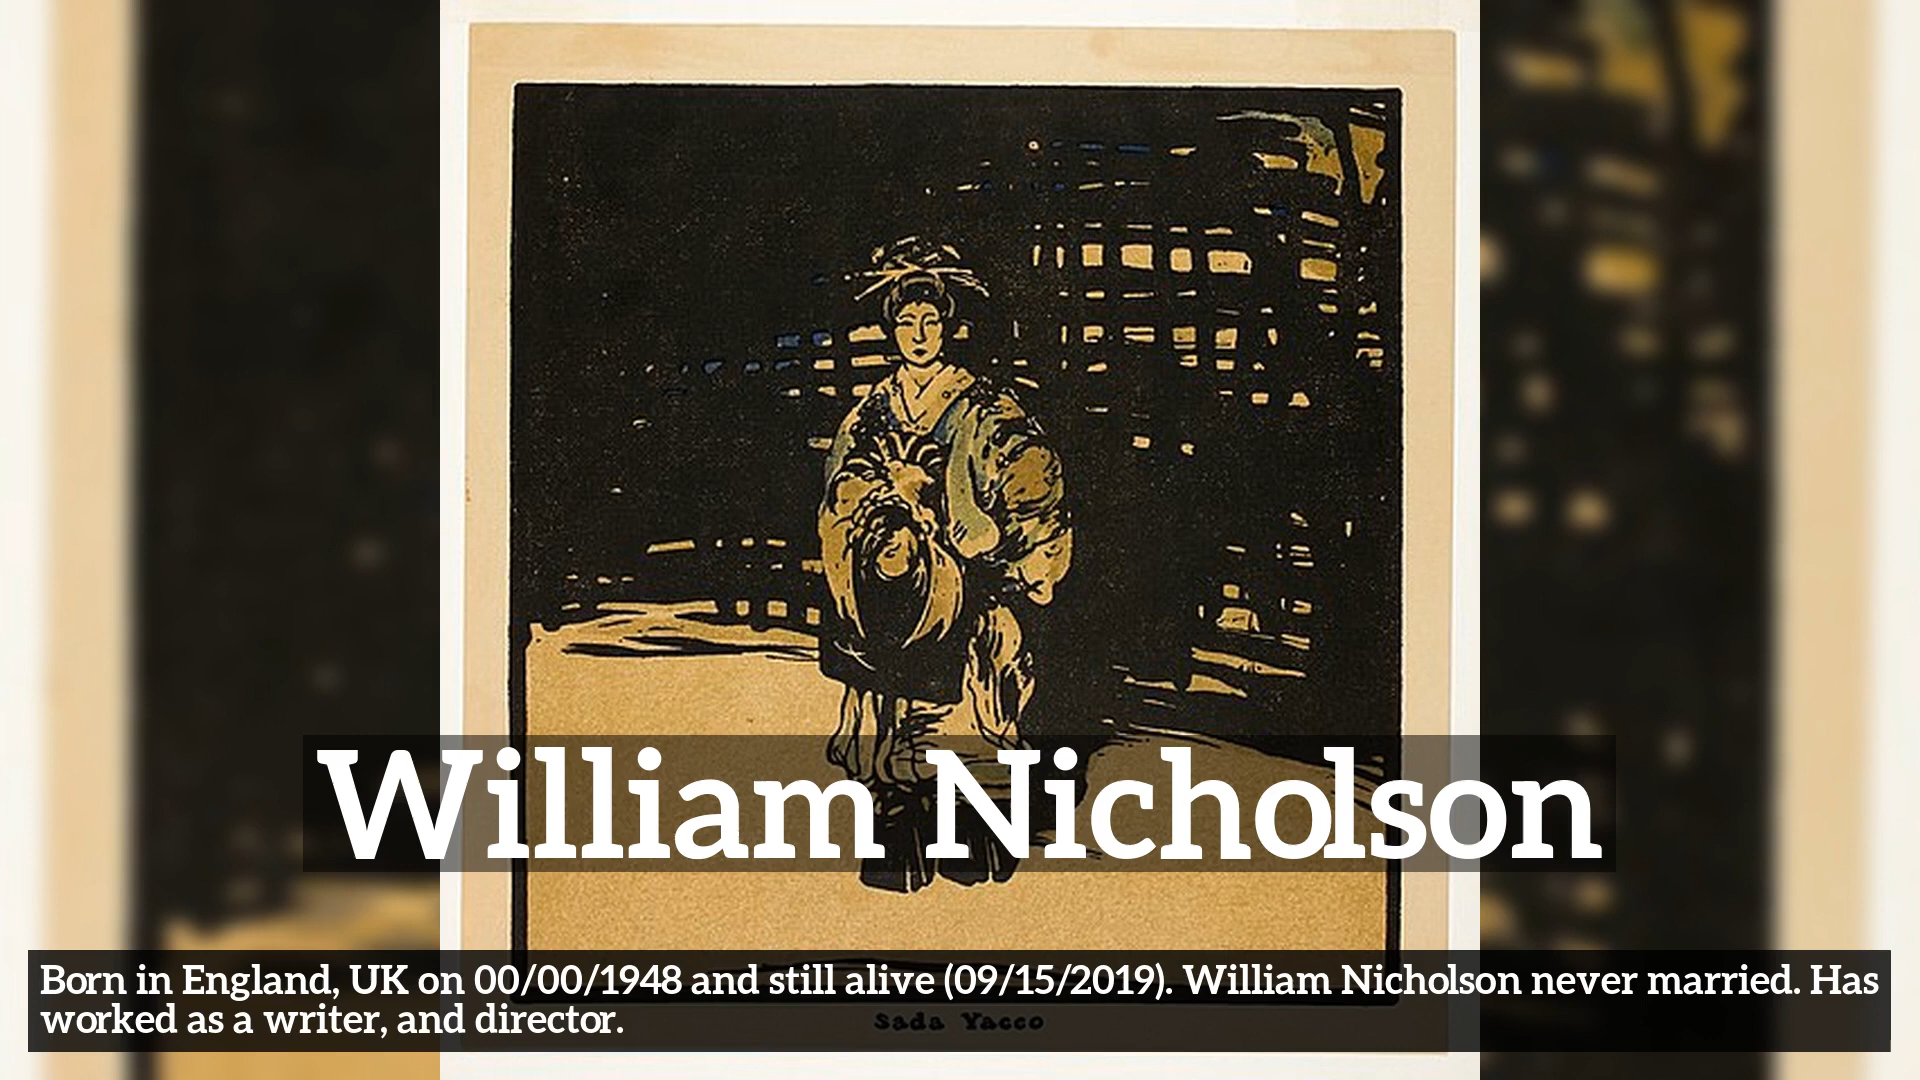 William Nicholson
Born in England, UK on 00/00/1948 and still alive (09/15/2019). William Nicholson never married. Has
worked as a writer, and director.
Sada Yacco